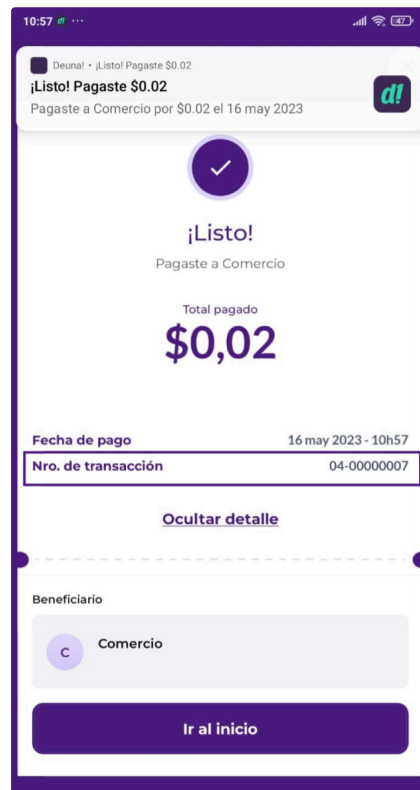 10:57 d! ...
47
Deuna! • ¡Listo! Pagaste $0.02
¡Listo! Pagaste $0.02
Pagaste a Comercio por $0.02 el 16 may 2023
d!
¡Listo!
Pagaste a Comercio
Total pagado
$0,02
Fecha de pago 16 may 2023 - 10h57
Nro. de transacción 04-00000007
Ocultar detalle
Beneficiario
C Comercio
Ir al inicio